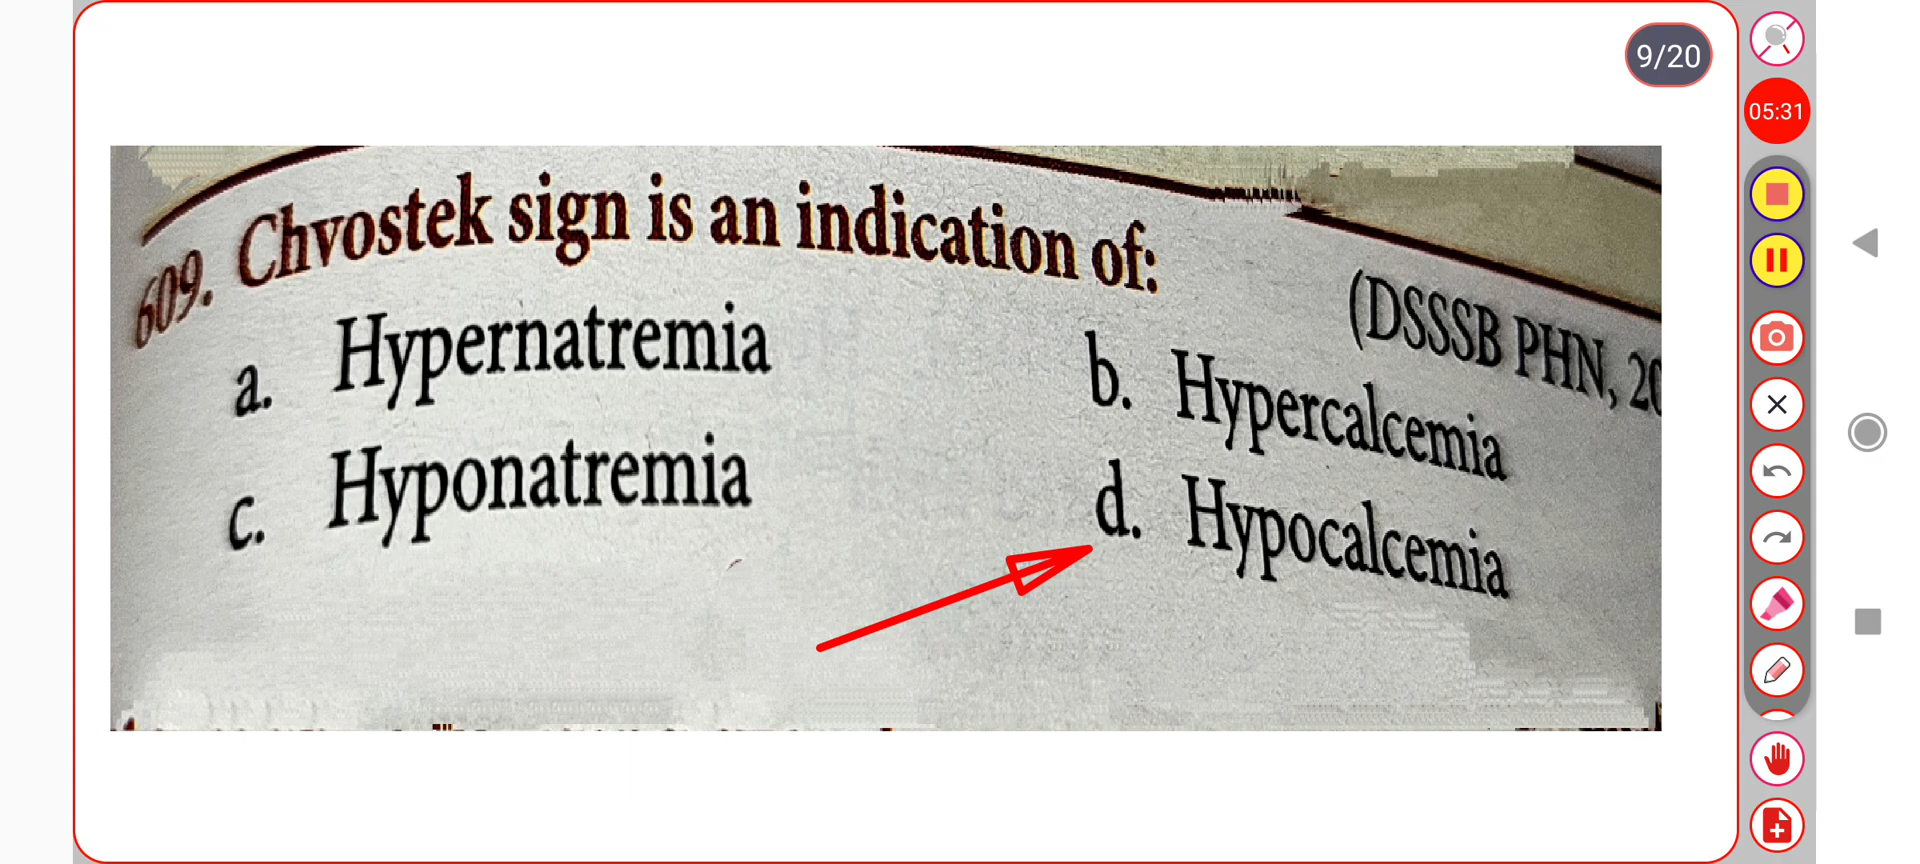 9/20
05:31
609. Chvostek sign is an indication of:
(DSSSB PHN, 20
a. Hypernatremia
b. Hypercalcemia
c. Hyponatremia
d. Hypocalcemia